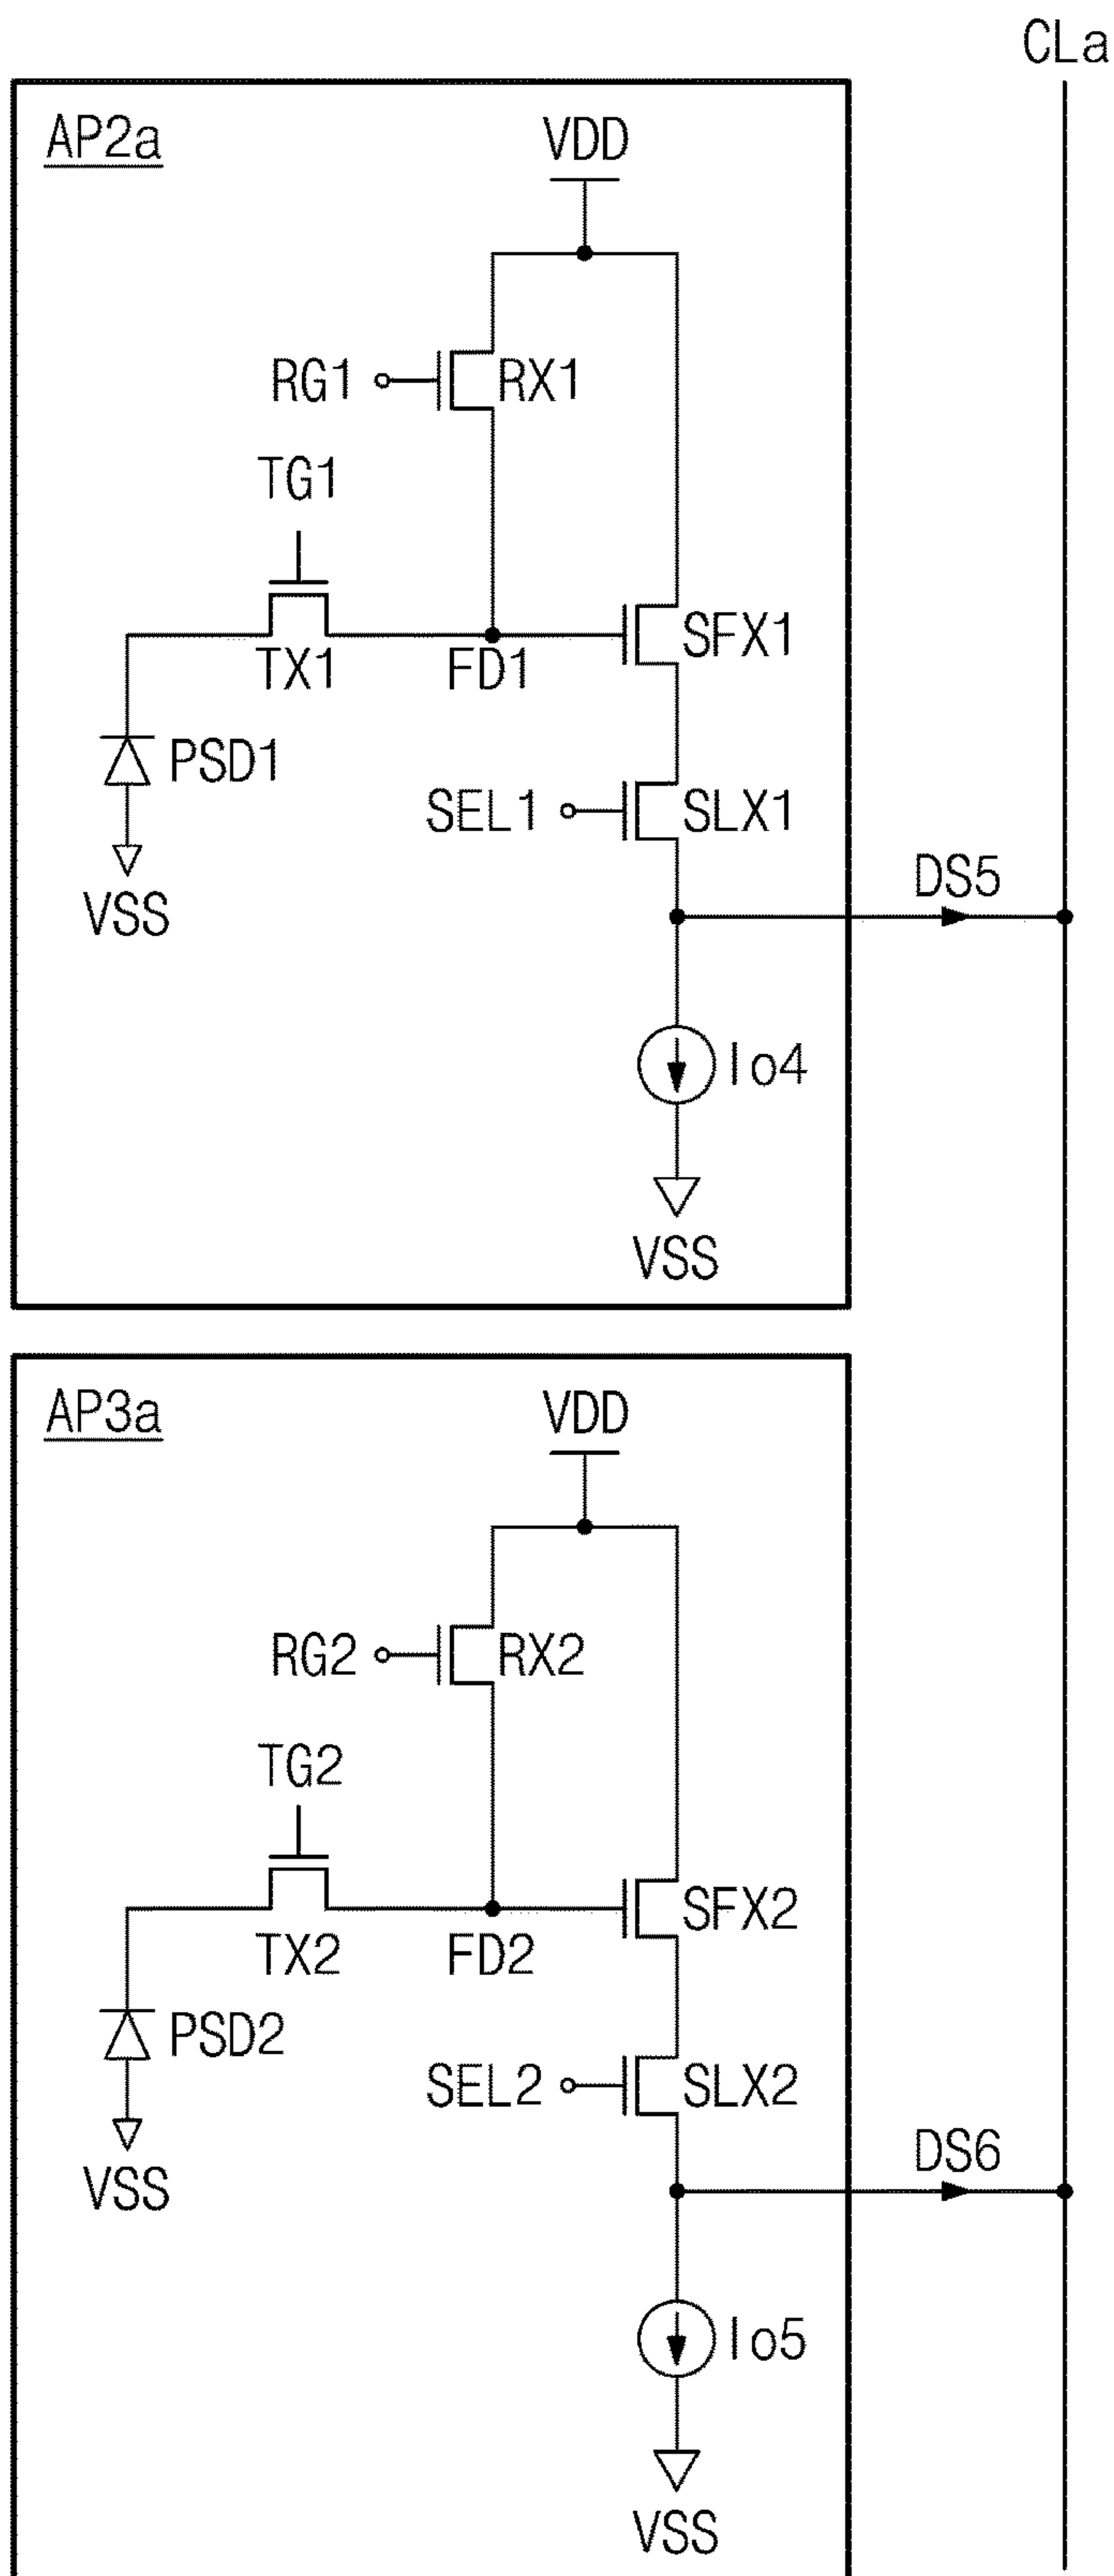 CLa
AP2a
VDD
RG1
RX1
TG1
TX1
FD1
SFX1
PSD1
SEL1
SLX1
VSS
DS5
Io4
VSS
AP3a
VDD
RG2
RX2
TG2
TX2
FD2
SFX2
PSD2
SEL2
SLX2
VSS
DS6
Io5
VSS